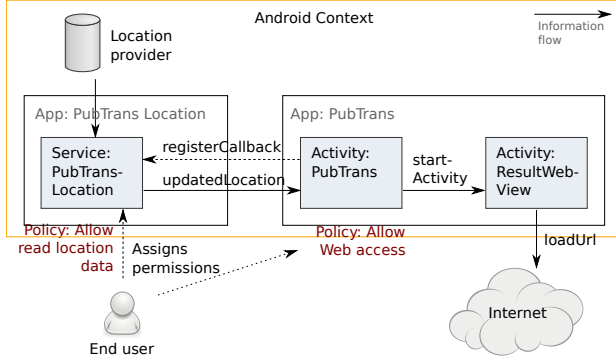 Android Context
Information
flow
Location
provider
App: PubTrans Location
App: PubTrans
Service:
PubTrans-
Location
registerCallback
updatedLocation
Activity:
PubTrans
start-
Activity
Activity:
ResultWeb-
View
Policy: Allow
read location
data
Assigns
permissions
Policy: Allow
Web access
loadUrl
Internet
End user